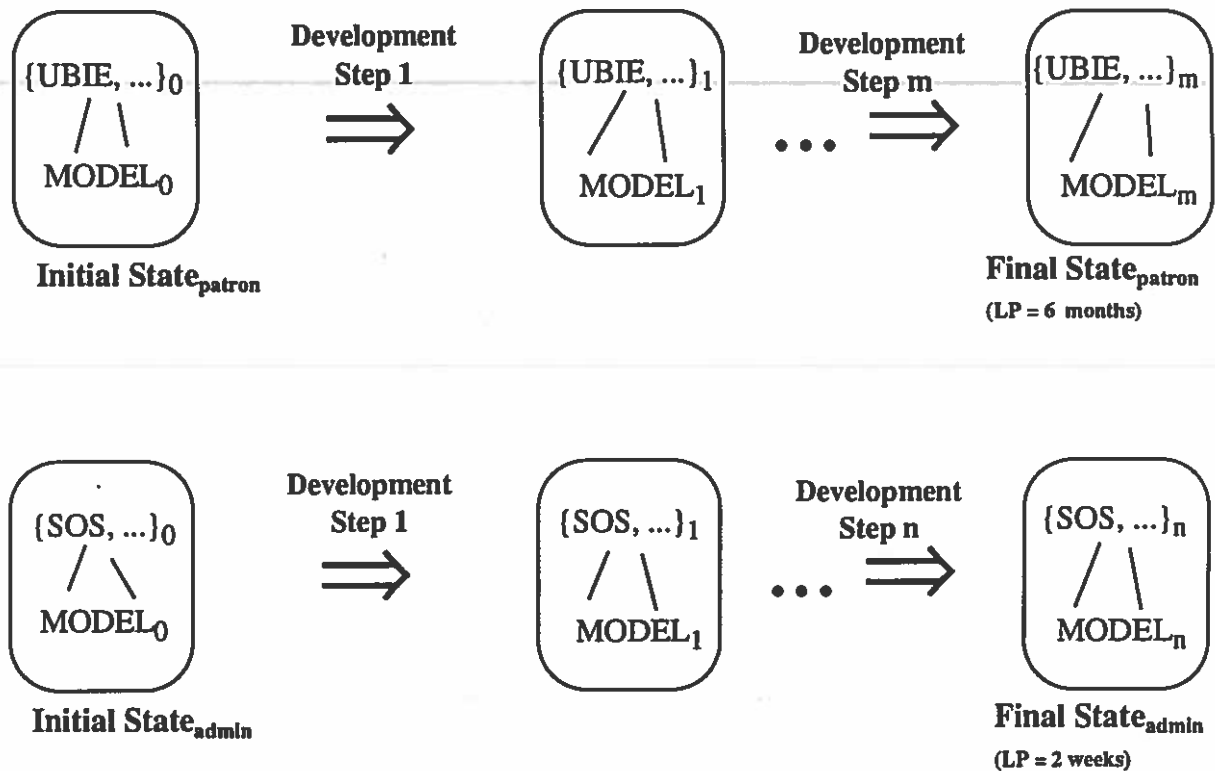 Development
Step 1
Development
Step m
{UBIE, ...}0
{UBIE, ...}1
{UBIE, ...}m
MODEL0
MODEL1
MODELm
Initial Statepatron
Final Statepatron
(LP = 6 months)
Development
Step 1
Development
Step n
{SOS, ...}0
{SOS, ...}1
{SOS, ...}n
MODEL0
MODEL1
MODELn
Initial Stateadmin
Final Stateadmin
(LP = 2 weeks)